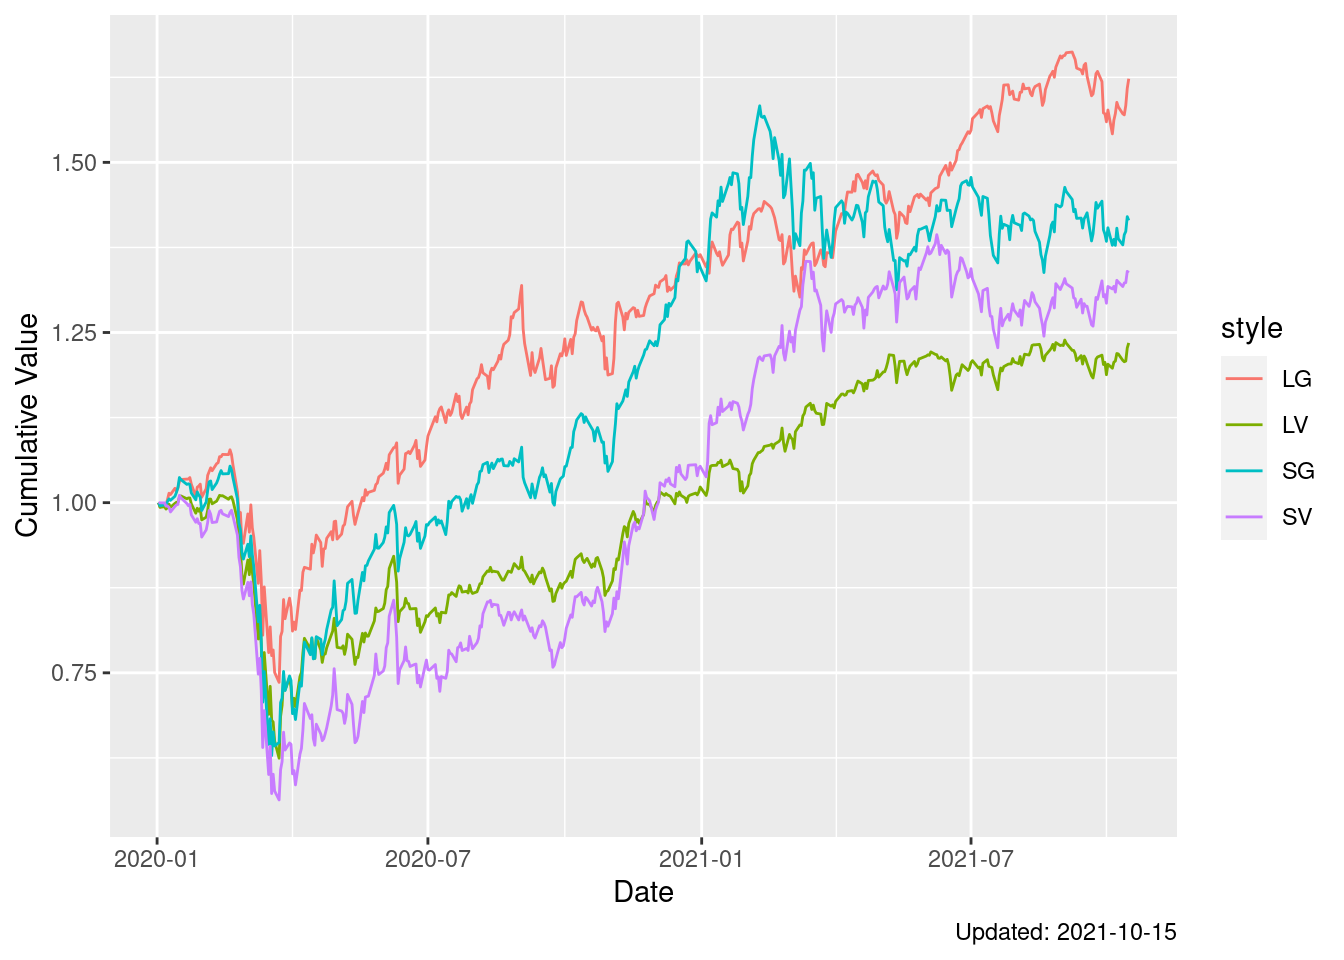 Cumulative Value
1.50
1.25
1.00
0.75
2020-01
2020-07
2021-01
2021-07
Date
style
LG
LV
SG
SV
Updated: 2021-10-15